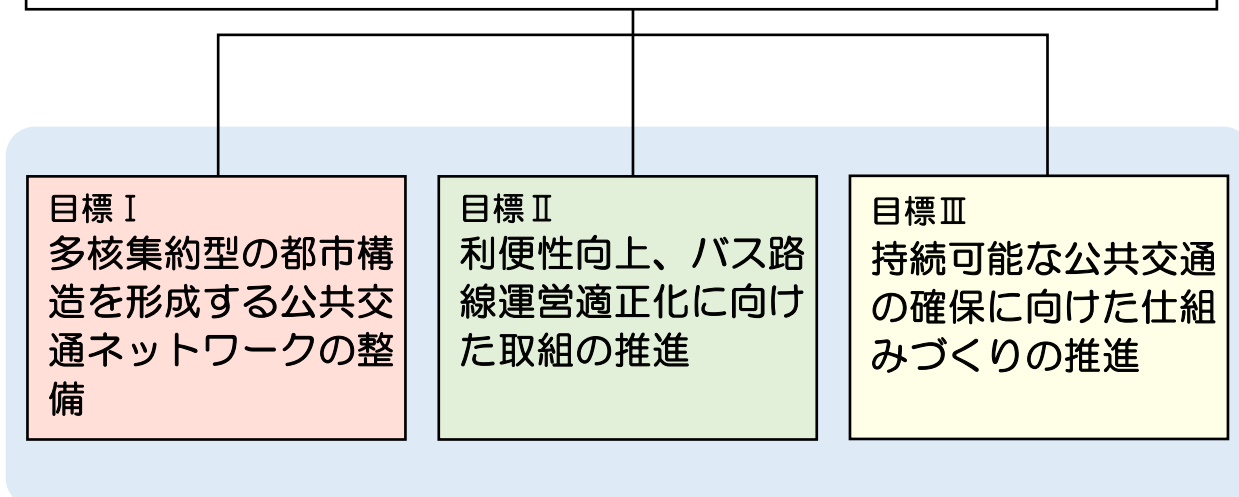 目標Ⅰ
多核集約型の都市構
造を形成する公共交
通ネットワークの整
備
目標Ⅱ
利便性向上、バス路
線運営適正化に向け
た取組の推進
目標Ⅲ
持続可能な公共交通
の確保に向けた仕組
みづくりの推進